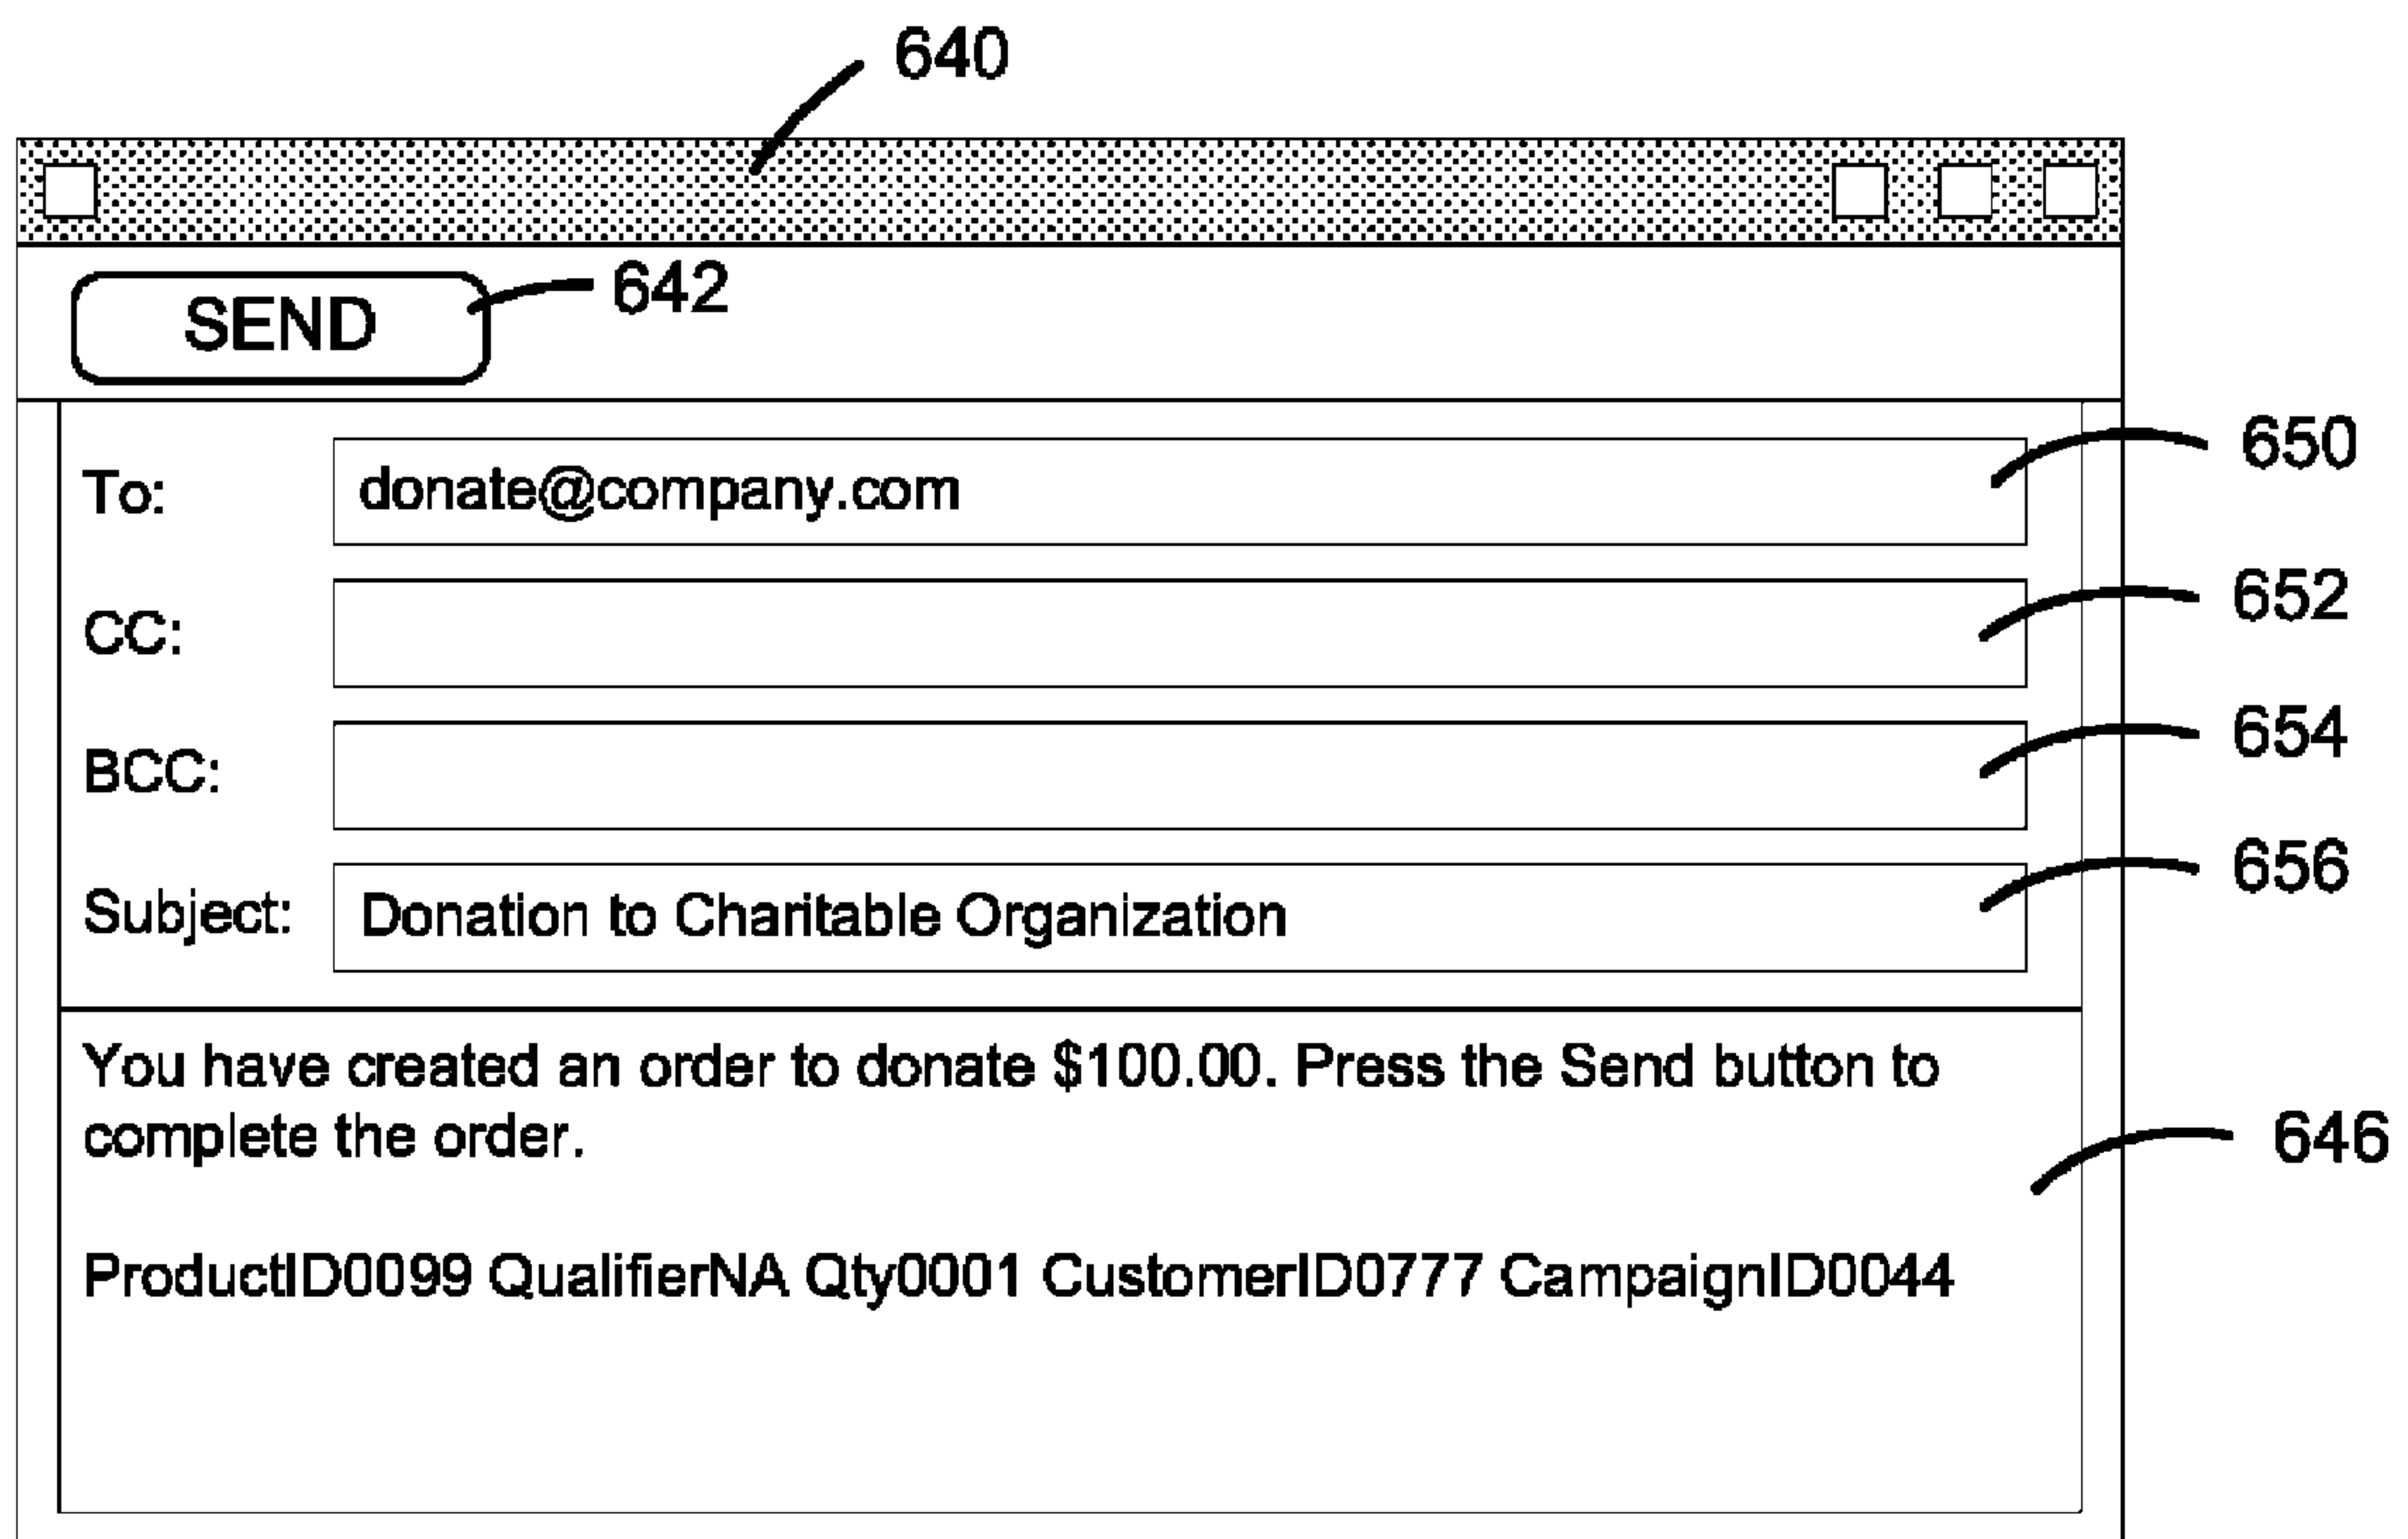 640
SEND 642
To: donate@company.com 650
CC: 652
BCC: 654
Subject: Donation to Charitable Organization 656
You have created an order to donate $100.00. Press the Send button to
complete the order.
646
ProductID0099 QualifierNA Qty0001 CustomerID0777 CampaignID0044